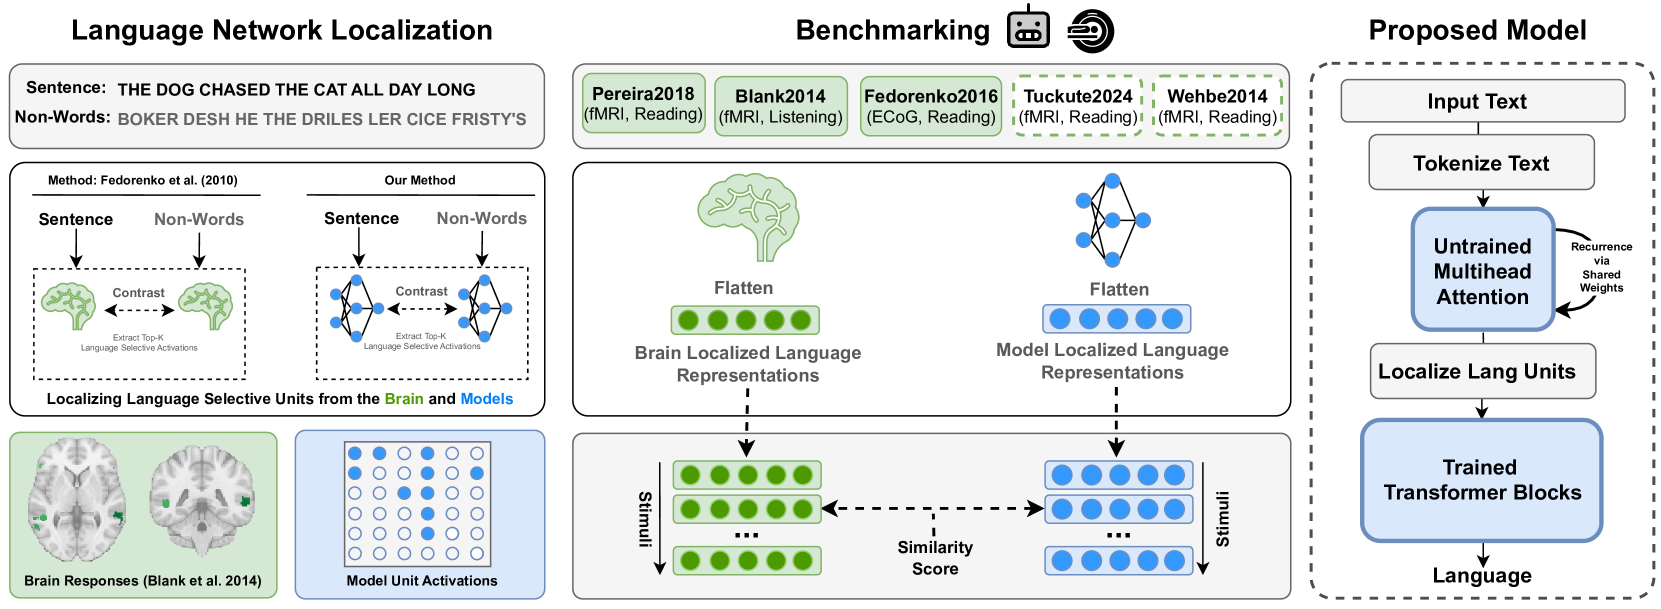 Language Network Localization
Sentence: THE DOG CHASED THE CAT ALL DAY LONG
Non-Words: BOKER DESH HE THE DRILES LER CICE FRISTY'S
Method: Fedorenko et al. (2010)
Our Method
Sentence
Non-Words
Sentence
Non-Words
Contrast
Extract Top-K
Language Selective Activations
Contrast
Extract Top-K
Language Selective Activations
Localizing Language Selective Units from the Brain and Models
Brain Responses (Blank et al. 2014)
Model Unit Activations
Benchmarking
Pereira2018
(fMRI, Reading)
Blank2014
(fMRI, Listening)
Fedorenko2016
(ECoG, Reading)
Tuckute2024
(fMRI, Reading)
Wehbe2014
(fMRI, Reading)
Flatten
Flatten
Brain Localized Language
Representations
Model Localized Language
Representations
Stimuli
...
Similarity
Score
...
Stimuli
Proposed Model
Input Text
Tokenize Text
Untrained
Multihead
Attention
Recurrence
via
Shared
Weights
Localize Lang Units
Trained
Transformer Blocks
Language